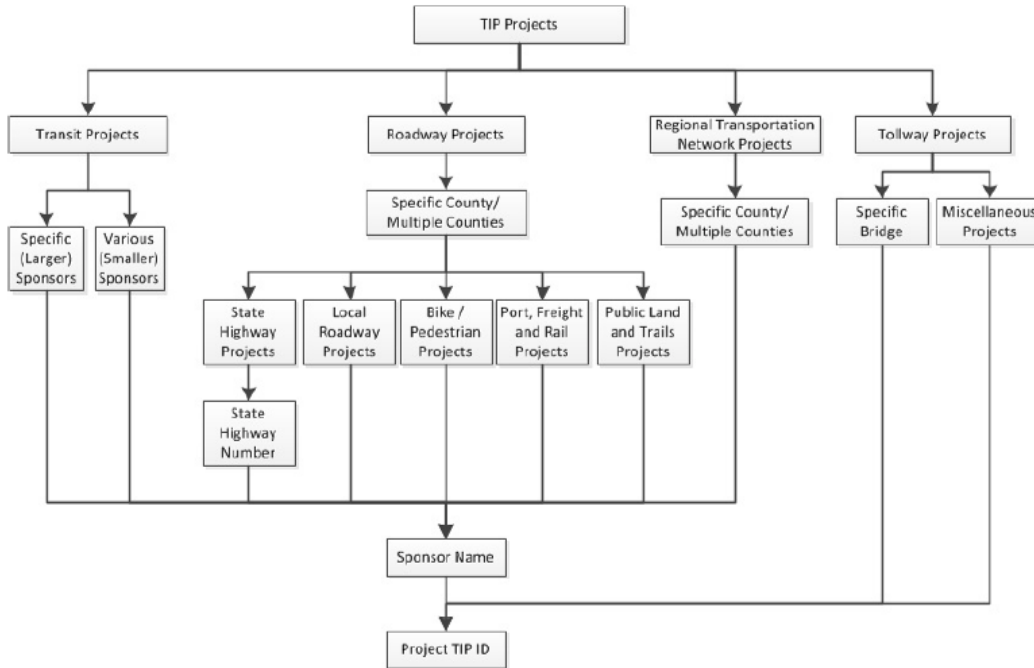 TIP Projects
Transit Projects
Roadway Projects
Regional Transportation
Network Projects
Tollway Projects
Specific County/
Multiple Counties
Specific County/
Multiple Counties
Specific
Bridge
Miscellaneous
Projects
Specific
(Larger)
Sponsors
Various
(Smaller)
Sponsors
State
Highway
Projects
Local
Roadway
Projects
Bike /
Pedestrian
Projects
Port, Freight
and Rail
Projects
Public Land
and Trails
Projects
State
Highway
Number
Sponsor Name
Project TIP ID